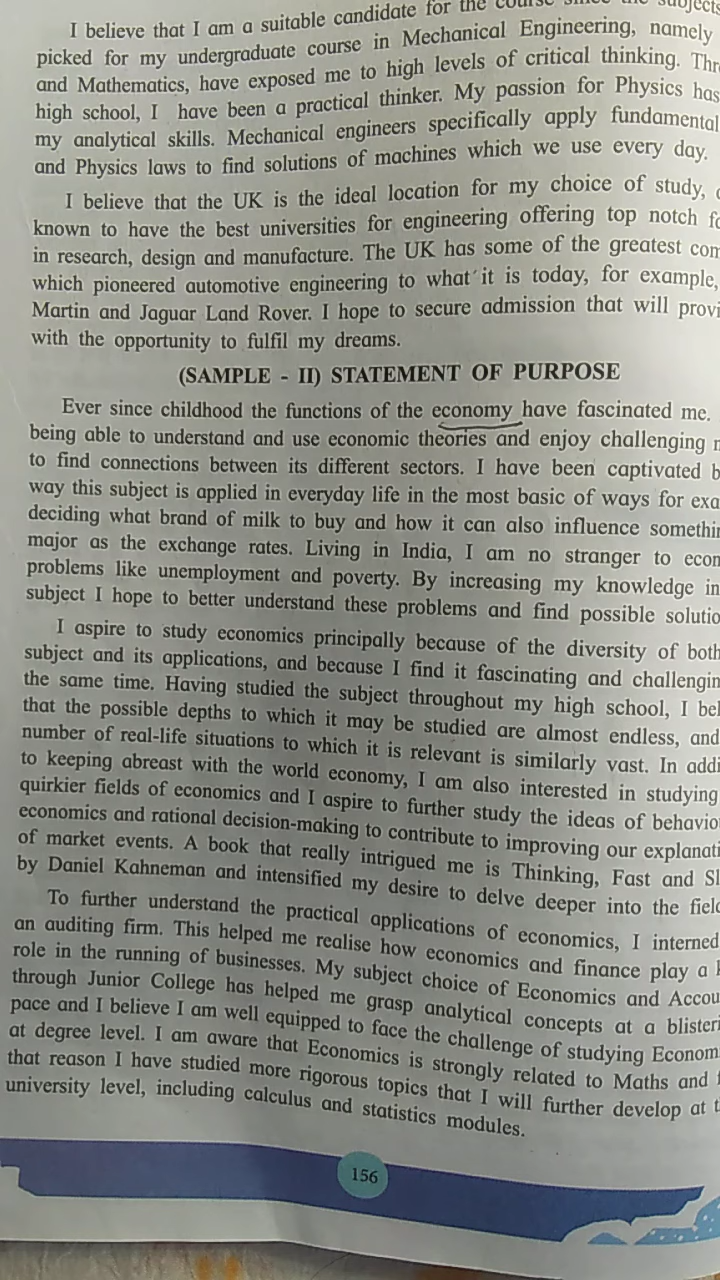 I believe that I am a suitable candidate for the course since the subjects
picked for my undergraduate course in Mechanical Engineering, namely
and Mathematics, have exposed me to high levels of critical thinking.
high school, I have been a practical thinker. My passion for Physics has
my analytical skills. Mechanical engineers specifically apply fundamental
and Physics laws to find solutions of machines which we use every day.
I believe that the UK is the ideal location for my choice of study,
known to have the best universities for engineering offering top notch
in research, design and manufacture. The UK has some of the greatest
which pioneered automotive engineering to what it is today, for example,
Martin and Jaguar Land Rover. I hope to secure admission that will
with the opportunity to fulfil my dreams.
(SAMPLE - II) STATEMENT OF PURPOSE
Ever since childhood the functions of the economy have fascinated me.
being able to understand and use economic theories and enjoy challenging
to find connections between its different sectors. I have been captivated
way this subject is applied in everyday life in the most basic of ways for
deciding what brand of milk to buy and how it can also influence
major as the exchange rates. Living in India, I am no stranger to
problems like unemployment and poverty. By increasing my knowledge in
subject I hope to better understand these problems and find possible
I aspire to study economics principally because of the diversity of both
subject and its applications, and because I find it fascinating and
the same time. Having studied the subject throughout my high school, I
that the possible depths to which it may be studied are almost endless, and
number of real-life situations to which it is relevant is similarly vast. In
to keeping abreast with the world economy, I am also interested in studying
quirkier fields of economics and I aspire to further study the ideas of
economics and rational decision-making to contribute to improving our
of market events. A book that really intrigued me is Thinking, Fast and
by Daniel Kahneman and intensified my desire to delve deeper into the
To further understand the practical applications of economics, I interned
an auditing firm. This helped me realise how economics and finance play a
role in the running of businesses. My subject choice of Economics and
through Junior College has helped me grasp analytical concepts at a
pace and I believe I am well equipped to face the challenge of studying
at degree level. I am aware that Economics is strongly related to Maths and
that reason I have studied more rigorous topics that I will further develop at
university level, including calculus and statistics modules.
156